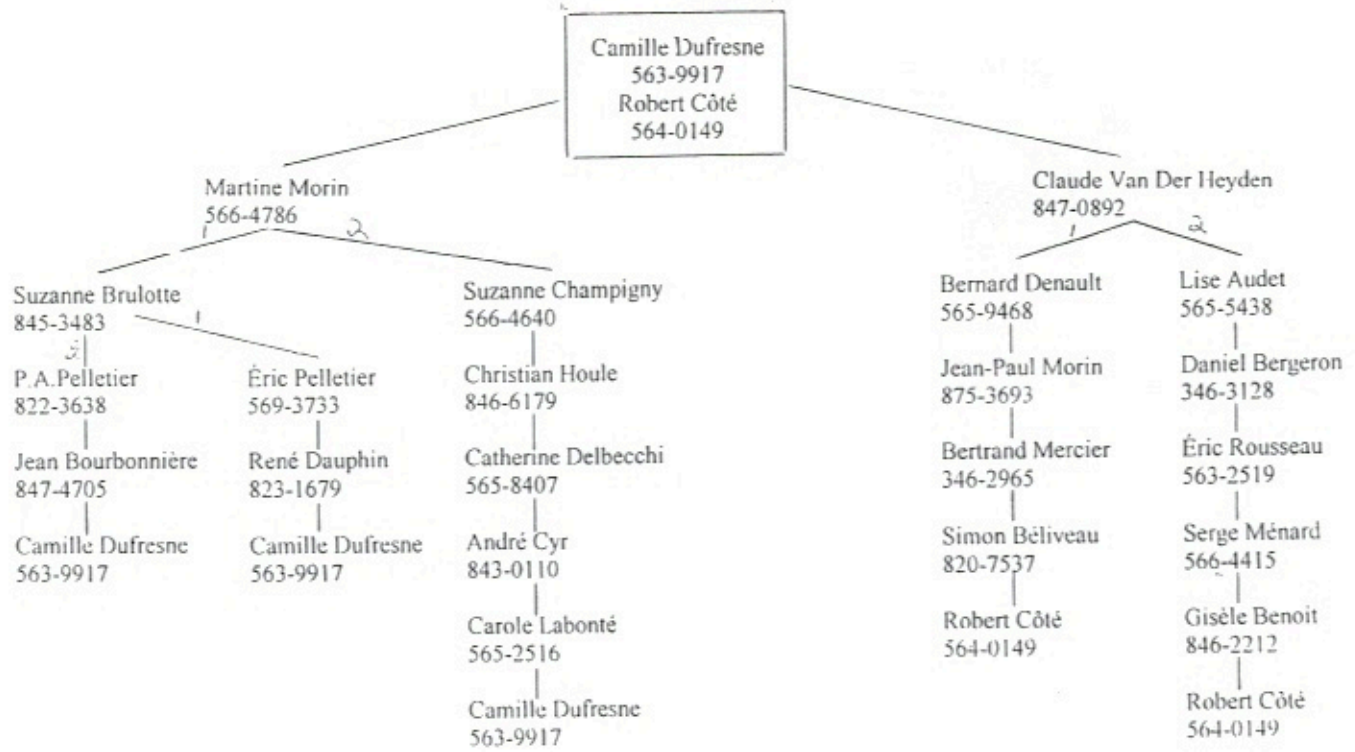 Camille Dufresne
563-9917
Robert Côté
564-0149
Martine Morin
566-4786
1
2
Claude Van Der Heyden
847-0892
1
2
Suzanne Brulotte
845-3483
1
P.A.Pelletier
822-3638
Jean Bourbonnière
847-4705
Camille Dufresne
563-9917
Éric Pelletier
569-3733
René Dauphin
823-1679
Camille Dufresne
563-9917
Suzanne Champigny
566-4640
Christian Houle
846-6179
Catherine Delbecchi
565-8407
André Cyr
843-0110
Carole Labonté
565-2516
Camille Dufresne
563-9917
Bernard Denault
565-9468
Jean-Paul Morin
875-3693
Bertrand Mercier
346-2965
Simon Béliveau
820-7537
Robert Côté
564-0149
Lise Audet
565-5438
Daniel Bergeron
346-3128
Éric Rousseau
563-2519
Serge Ménard
566-4415
Gisèle Benoit
846-2212
Robert Côté
564-0149